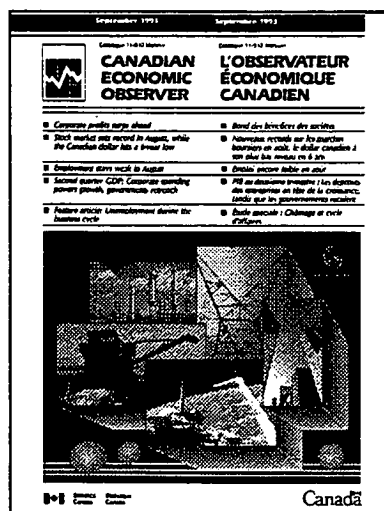 September 1993
September 1993
Catalogue 11-010 Monthly
CANADIAN
ECONOMIC
OBSERVER
Corporate profits surge ahead
Stock market sets record in August, while
the Canadian dollar hits a low
Employment stays weak in August
Second quarter GDP: Corporate spending
powers growth, governments retrench
Feature article: Unemployment during the
business cycle
Catalogue 11-010 Mensuel
L'OBSERVATEUR
ÉCONOMIQUE
CANADIEN
Bond des bénéfices des sociétés
Nouveaux records sur les marchés
boursiers en août, le dollar canadien à
son plus bas niveau en 6 ans
Emploi encore faible en août
PIB au deuxième trimestre : Les dépenses
des entreprises en tête de la croissance,
tandis que les gouvernements reculent
Étude spéciale : Chômage et cycle
d'affaires
Statistics Statistique
Canada Canada
Canada